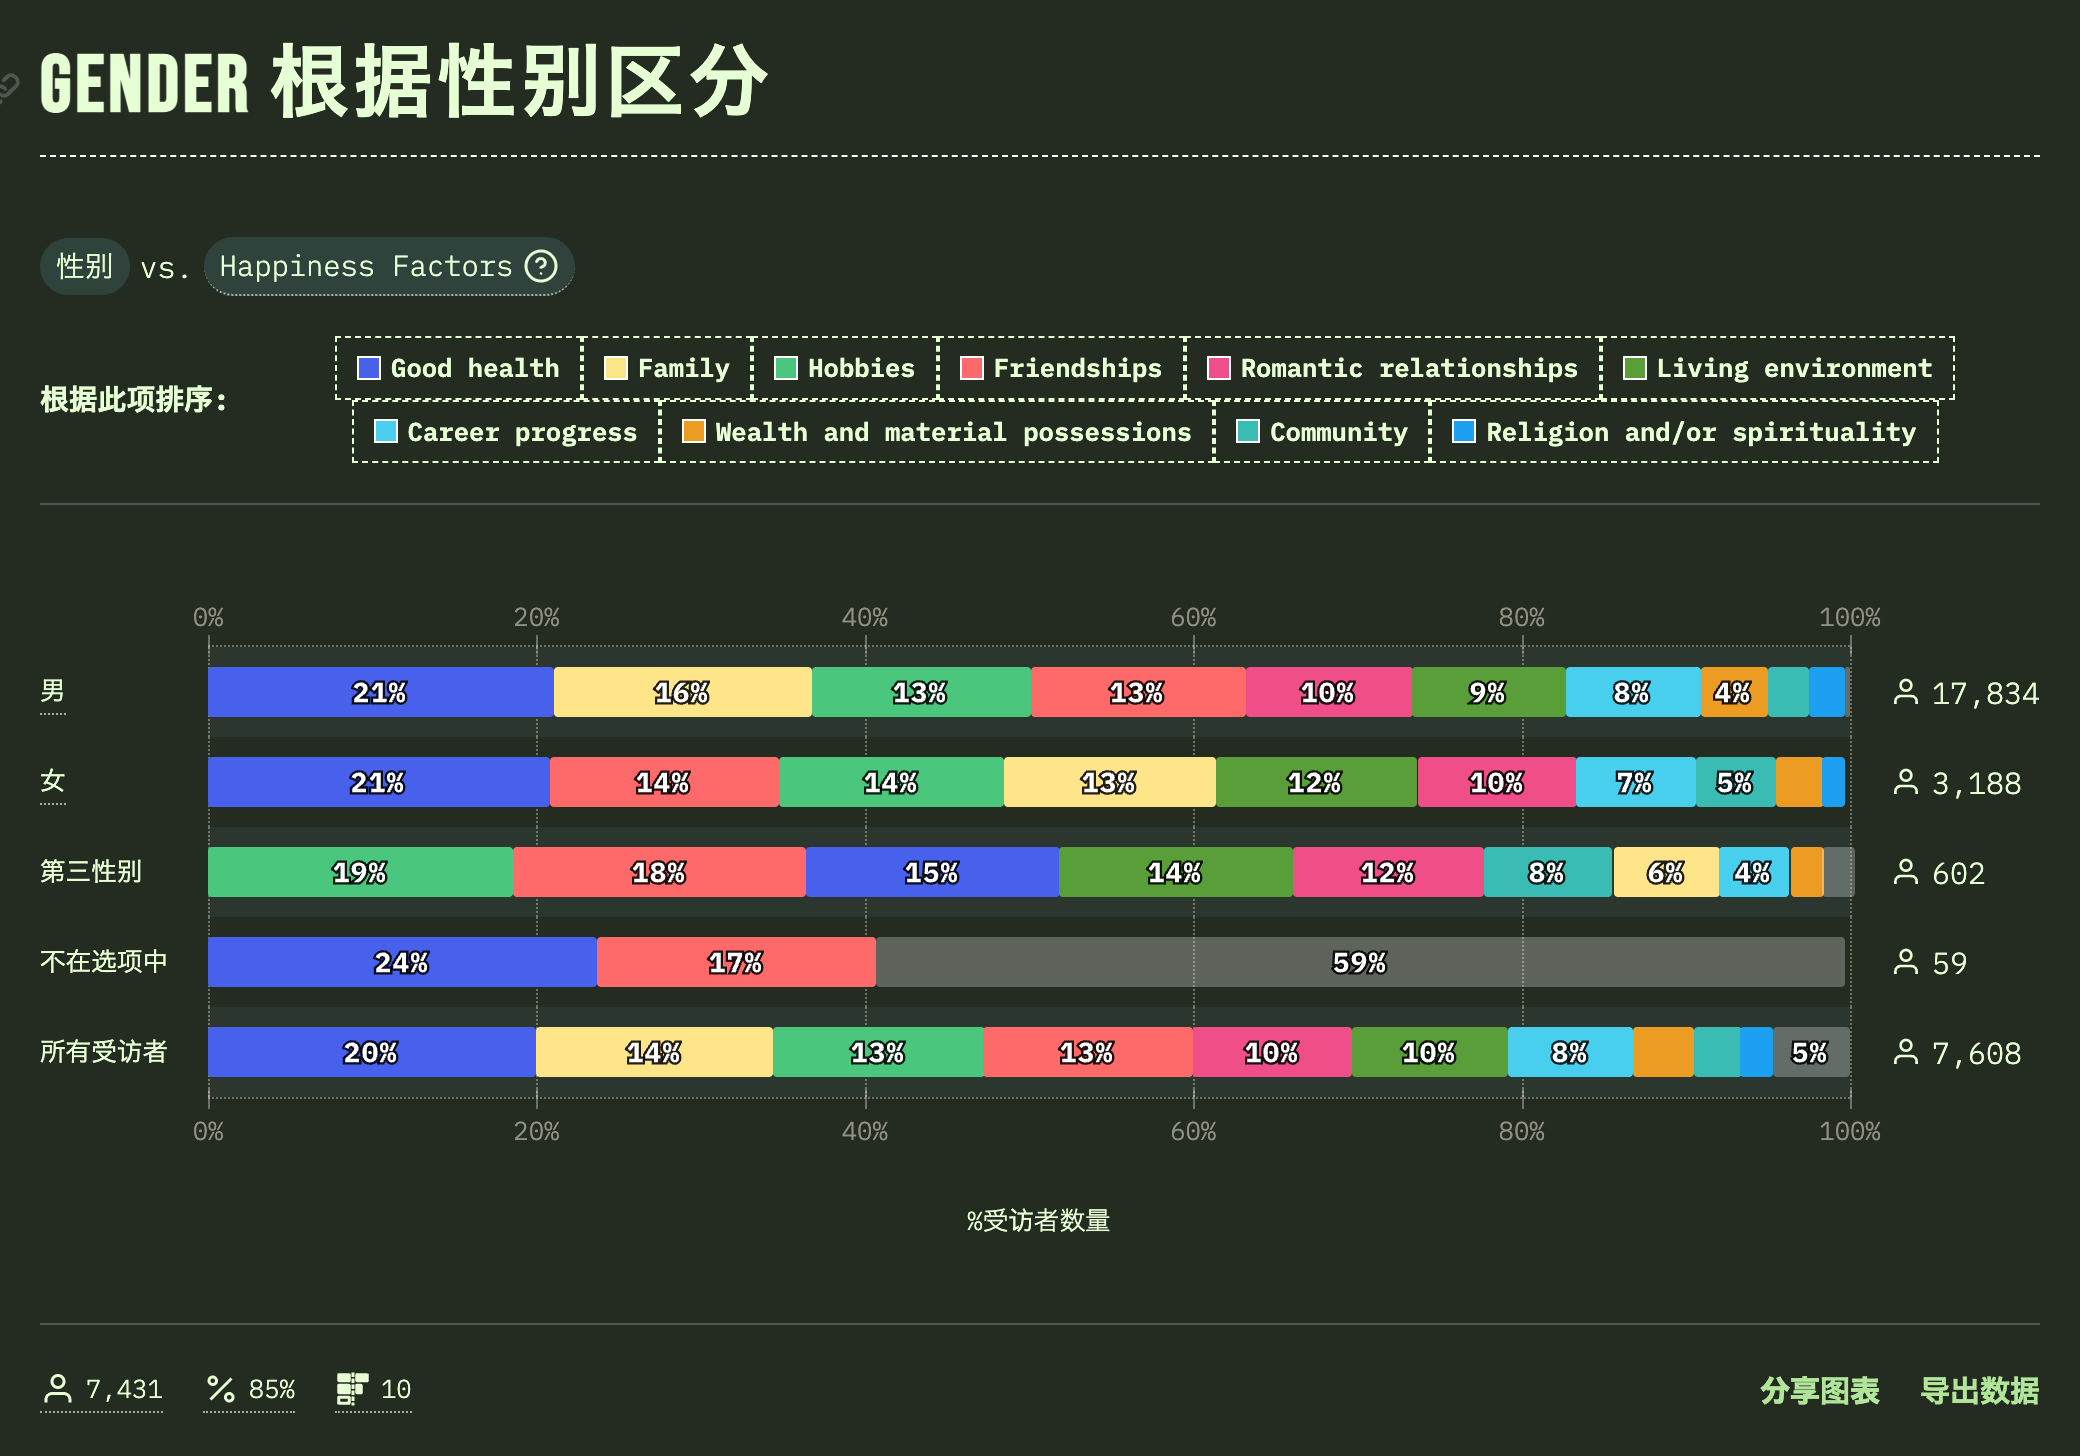 GENDER 根据性别区分
性别 vs. Happiness Factors ?
根据此项排序:
Good health Family Hobbies Friendships Romantic relationships Living environment
Career progress Wealth and material possessions Community Religion and/or spirituality
0% 20% 40% 60% 80% 100%
男 21% 16% 13% 13% 10% 9% 8% 4% 17,834
女 21% 14% 14% 13% 12% 10% 7% 5% 3,188
第三性别 19% 18% 15% 14% 12% 8% 6% 4% 602
不在选项中 24% 17% 59% 59
所有受访者 20% 14% 13% 13% 10% 10% 8% 5% 7,608
0% 20% 40% 60% 80% 100%
%受访者数量
7,431 85% 10 分享图表 导出数据